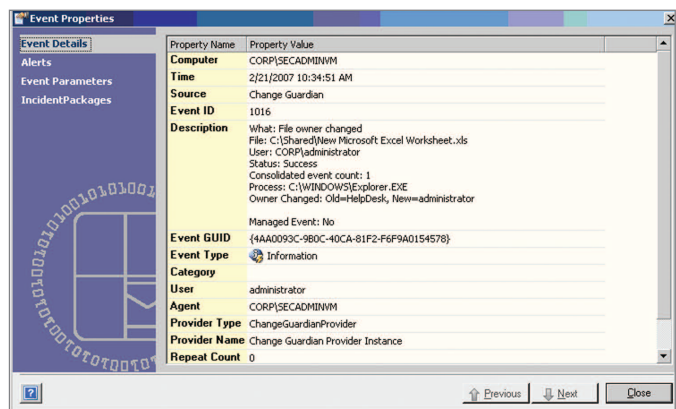 Event Properties
Event Details
Alerts
Event Parameters
IncidentPackages
Property Name Property Value
Computer CORP\SECADMINVM
Time 2/21/2007 10:34:51 AM
Source Change Guardian
Event ID 1016
Description What: File owner changed
File: C:\Shared\New Microsoft Excel Worksheet.xls
User: CORP\administrator
Status: Success
Consolidated event count: 1
Process: C:\WINDOWS\Explorer.EXE
Owner Changed: Old=HelpDesk, New=administrator
Managed Event: No
Event GUID {4AA0093C-9B0C-40CA-81F2-F6F9A0154578}
Event Type Information
Category
User administrator
Agent CORP\SECADMINVM
Provider Type ChangeGuardianProvider
Provider Name Change Guardian Provider Instance
Repeat Count 0
Previous Next Close